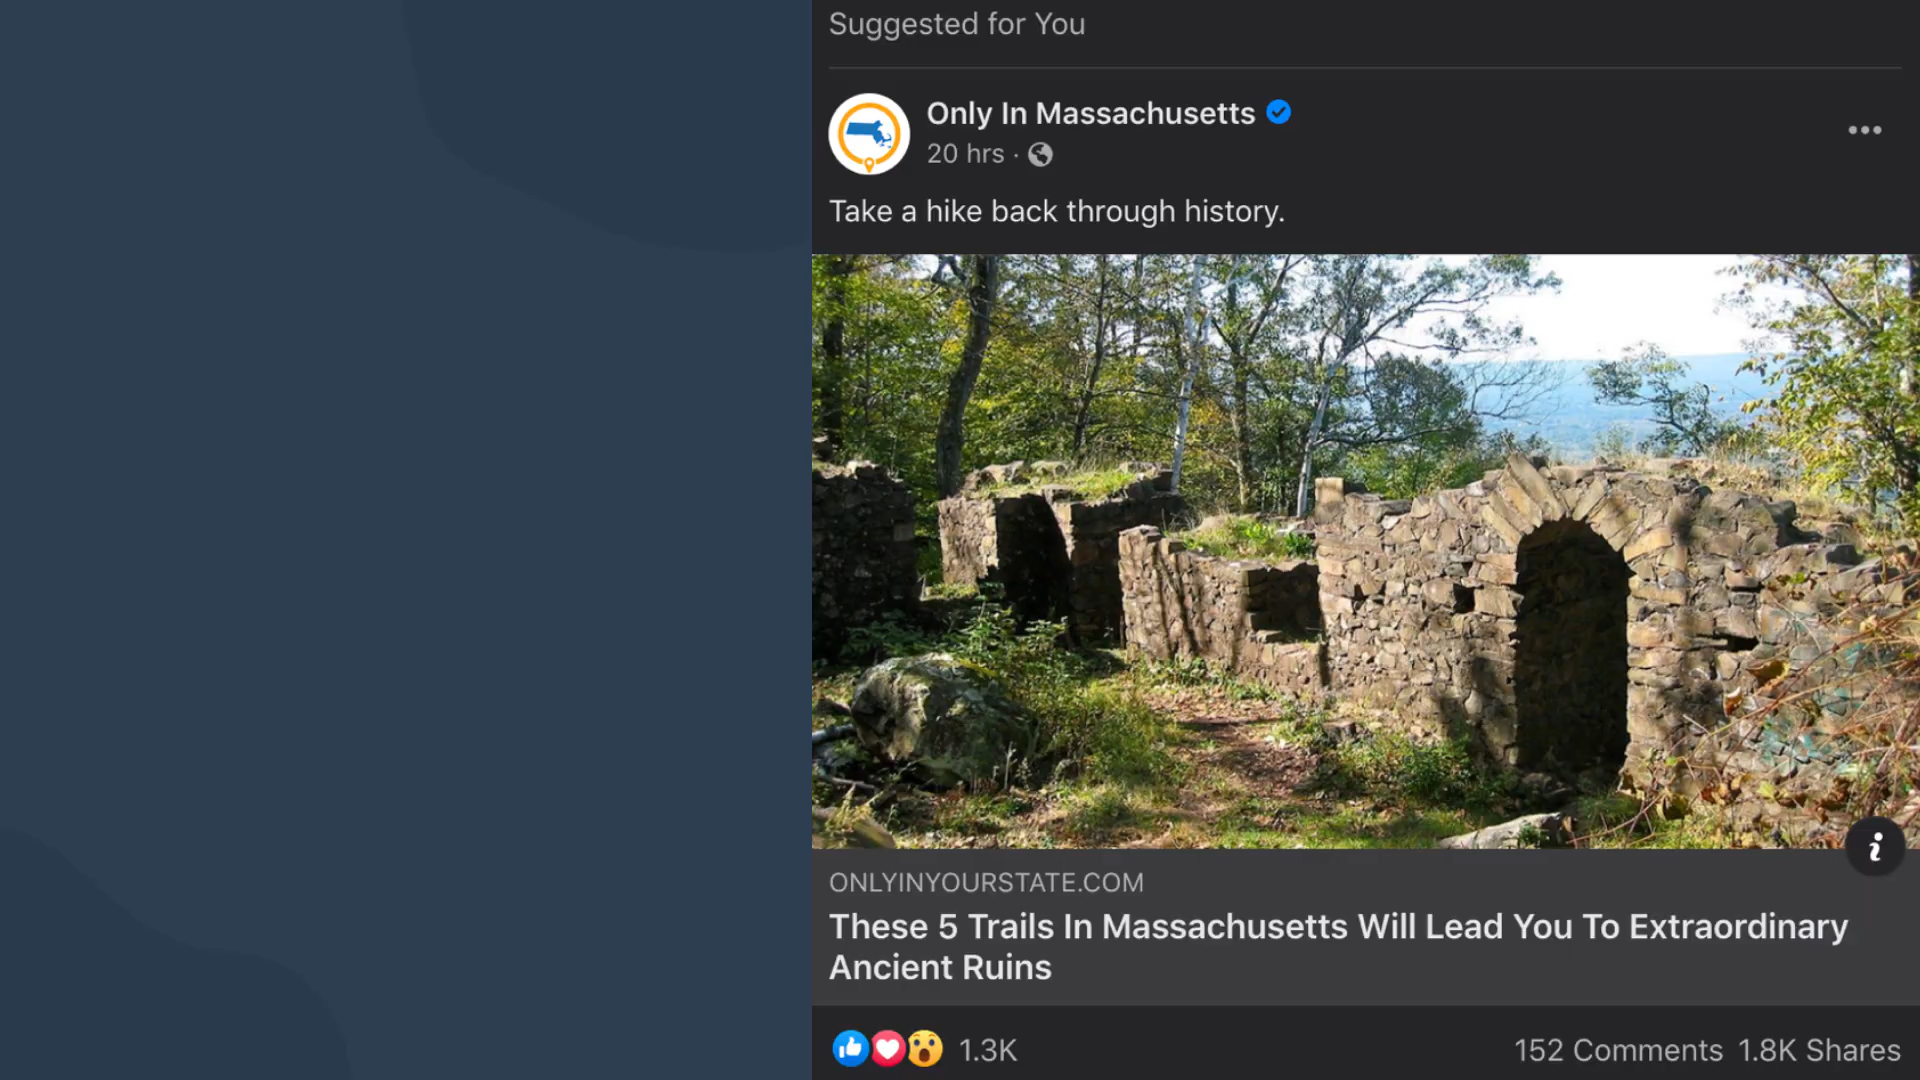 Suggested for You
Only In Massachusetts
20 hrs ·
Take a hike back through history.
ONLYINYOURSTATE.COM
These 5 Trails In Massachusetts Will Lead You To Extraordinary
Ancient Ruins
1.3K
152 Comments 1.8K Shares